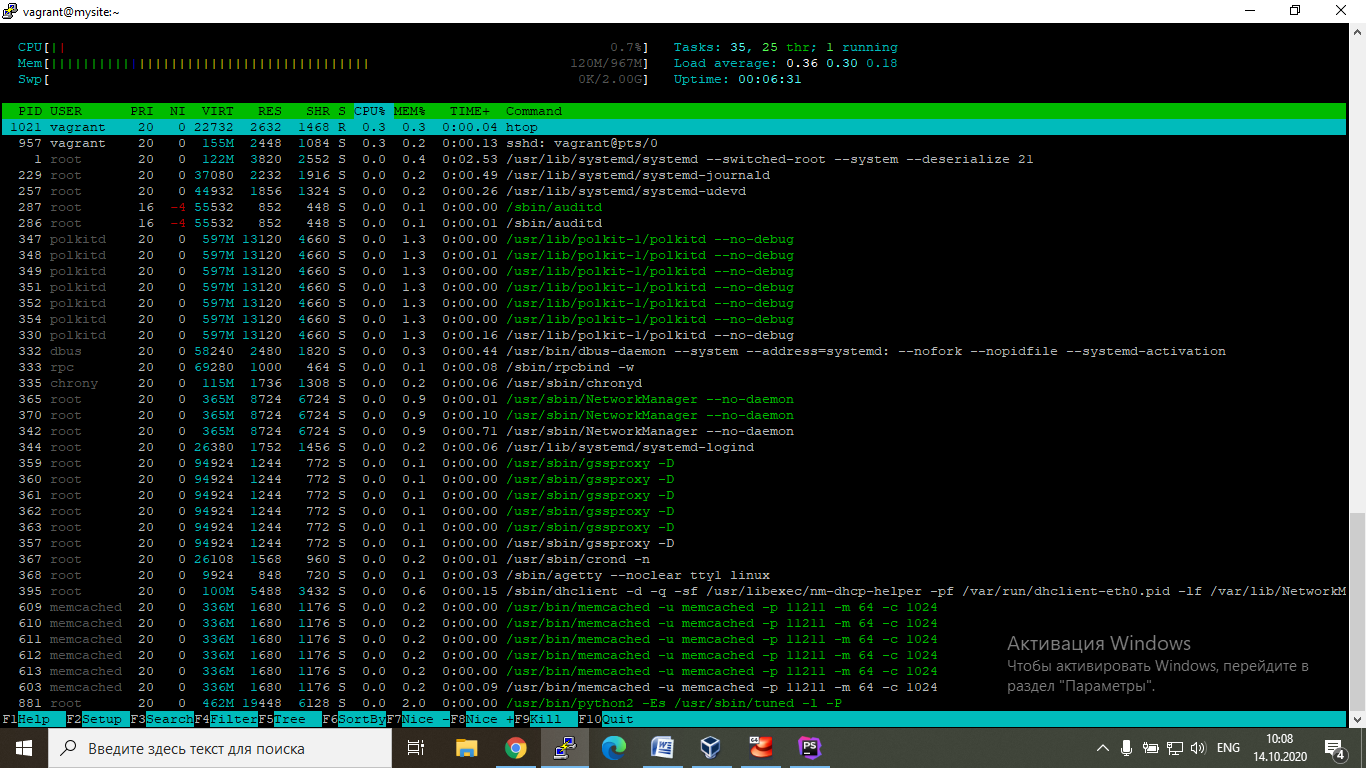 vagrant@mysite:~
CPU[|| 0.7%] Tasks: 35, 25 thr; 1 running
Mem[||||||||||||||||||||||||||||||||||||||| 120M/967M] Load average: 0.36 0.30 0.18
Swp[ 0K/2.00G] Uptime: 00:06:31
PID USER PRI NI VIRT RES SHR S CPU% MEM% TIME+ Command
1021 vagrant 20 0 22732 2632 1468 R 0.3 0.3 0:00.04 htop
957 vagrant 20 0 155M 2448 1084 S 0.3 0.2 0:00.13 sshd: vagrant@pts/0
1 root 20 0 122M 3820 2552 S 0.0 0.4 0:02.53 /usr/lib/systemd/systemd --switched-root --system --deserialize 21
229 root 20 0 37080 2232 1916 S 0.0 0.2 0:00.49 /usr/lib/systemd/systemd-journald
257 root 20 0 44932 1856 1324 S 0.0 0.2 0:00.26 /usr/lib/systemd/systemd-udevd
287 root 16 -4 55532 852 448 S 0.0 0.1 0:00.00 /sbin/auditd
286 root 16 -4 55532 852 448 S 0.0 0.1 0:00.01 /sbin/auditd
347 polkitd 20 0 597M 13120 4660 S 0.0 1.3 0:00.00 /usr/lib/polkit-1/polkitd --no-debug
348 polkitd 20 0 597M 13120 4660 S 0.0 1.3 0:00.01 /usr/lib/polkit-1/polkitd --no-debug
349 polkitd 20 0 597M 13120 4660 S 0.0 1.3 0:00.00 /usr/lib/polkit-1/polkitd --no-debug
351 polkitd 20 0 597M 13120 4660 S 0.0 1.3 0:00.00 /usr/lib/polkit-1/polkitd --no-debug
352 polkitd 20 0 597M 13120 4660 S 0.0 1.3 0:00.00 /usr/lib/polkit-1/polkitd --no-debug
354 polkitd 20 0 597M 13120 4660 S 0.0 1.3 0:00.00 /usr/lib/polkit-1/polkitd --no-debug
330 polkitd 20 0 597M 13120 4660 S 0.0 1.3 0:00.16 /usr/lib/polkit-1/polkitd --no-debug
332 dbus 20 0 58240 2480 1820 S 0.0 0.3 0:00.44 /usr/bin/dbus-daemon --system --address=systemd: --nofork --nopidfile --systemd-activation
333 rpc 20 0 69280 1000 464 S 0.0 0.1 0:00.08 /sbin/rpcbind -w
335 chrony 20 0 115M 1736 1308 S 0.0 0.2 0:00.06 /usr/sbin/chronyd
365 root 20 0 365M 8724 6724 S 0.0 0.9 0:00.01 /usr/sbin/NetworkManager --no-daemon
370 root 20 0 365M 8724 6724 S 0.0 0.9 0:00.10 /usr/sbin/NetworkManager --no-daemon
342 root 20 0 365M 8724 6724 S 0.0 0.9 0:00.71 /usr/sbin/NetworkManager --no-daemon
344 root 20 0 26380 1752 1456 S 0.0 0.2 0:00.06 /usr/lib/systemd/systemd-logind
359 root 20 0 94924 1244 772 S 0.0 0.1 0:00.00 /usr/sbin/gssproxy -D
360 root 20 0 94924 1244 772 S 0.0 0.1 0:00.00 /usr/sbin/gssproxy -D
361 root 20 0 94924 1244 772 S 0.0 0.1 0:00.00 /usr/sbin/gssproxy -D
362 root 20 0 94924 1244 772 S 0.0 0.1 0:00.00 /usr/sbin/gssproxy -D
363 root 20 0 94924 1244 772 S 0.0 0.1 0:00.00 /usr/sbin/gssproxy -D
357 root 20 0 94924 1244 772 S 0.0 0.1 0:00.00 /usr/sbin/gssproxy -D
367 root 20 0 26108 1568 960 S 0.0 0.2 0:00.01 /usr/sbin/crond -n
368 root 20 0 9924 848 720 S 0.0 0.1 0:00.03 /sbin/agetty --noclear tty1 linux
395 root 20 0 100M 5488 3432 S 0.0 0.6 0:00.15 /sbin/dhclient -d -q -sf /usr/libexec/nm-dhcp-helper -pf /var/run/dhclient-eth0.pid -lf /var/lib/NetworkM
609 memcached 20 0 336M 1680 1176 S 0.0 0.2 0:00.00 /usr/bin/memcached -u memcached -p 11211 -m 64 -c 1024
610 memcached 20 0 336M 1680 1176 S 0.0 0.2 0:00.00 /usr/bin/memcached -u memcached -p 11211 -m 64 -c 1024
611 memcached 20 0 336M 1680 1176 S 0.0 0.2 0:00.00 /usr/bin/memcached -u memcached -p 11211 -m 64 -c 1024
612 memcached 20 0 336M 1680 1176 S 0.0 0.2 0:00.00 /usr/bin/memcached -u memcached -p 11211 -m 64 -c 1024
613 memcached 20 0 336M 1680 1176 S 0.0 0.2 0:00.00 /usr/bin/memcached -u memcached -p 11211 -m 64 -c 1024
603 memcached 20 0 336M 1680 1176 S 0.0 0.2 0:00.09 /usr/bin/memcached -u memcached -p 11211 -m 64 -c 1024
881 root 20 0 462M 19448 6128 S 0.0 2.0 0:00.00 /usr/bin/python2 -Es /usr/sbin/tuned -l -P
F1Help F2Setup F3SearchF4FilterF5Tree F6SortByF7Nice -F8Nice +F9Kill F10Quit
Активация Windows
Чтобы активировать Windows, перейдите в
раздел "Параметры".
Введите здесь текст для поиска
PS
ENG
10:08
14.10.2020
4